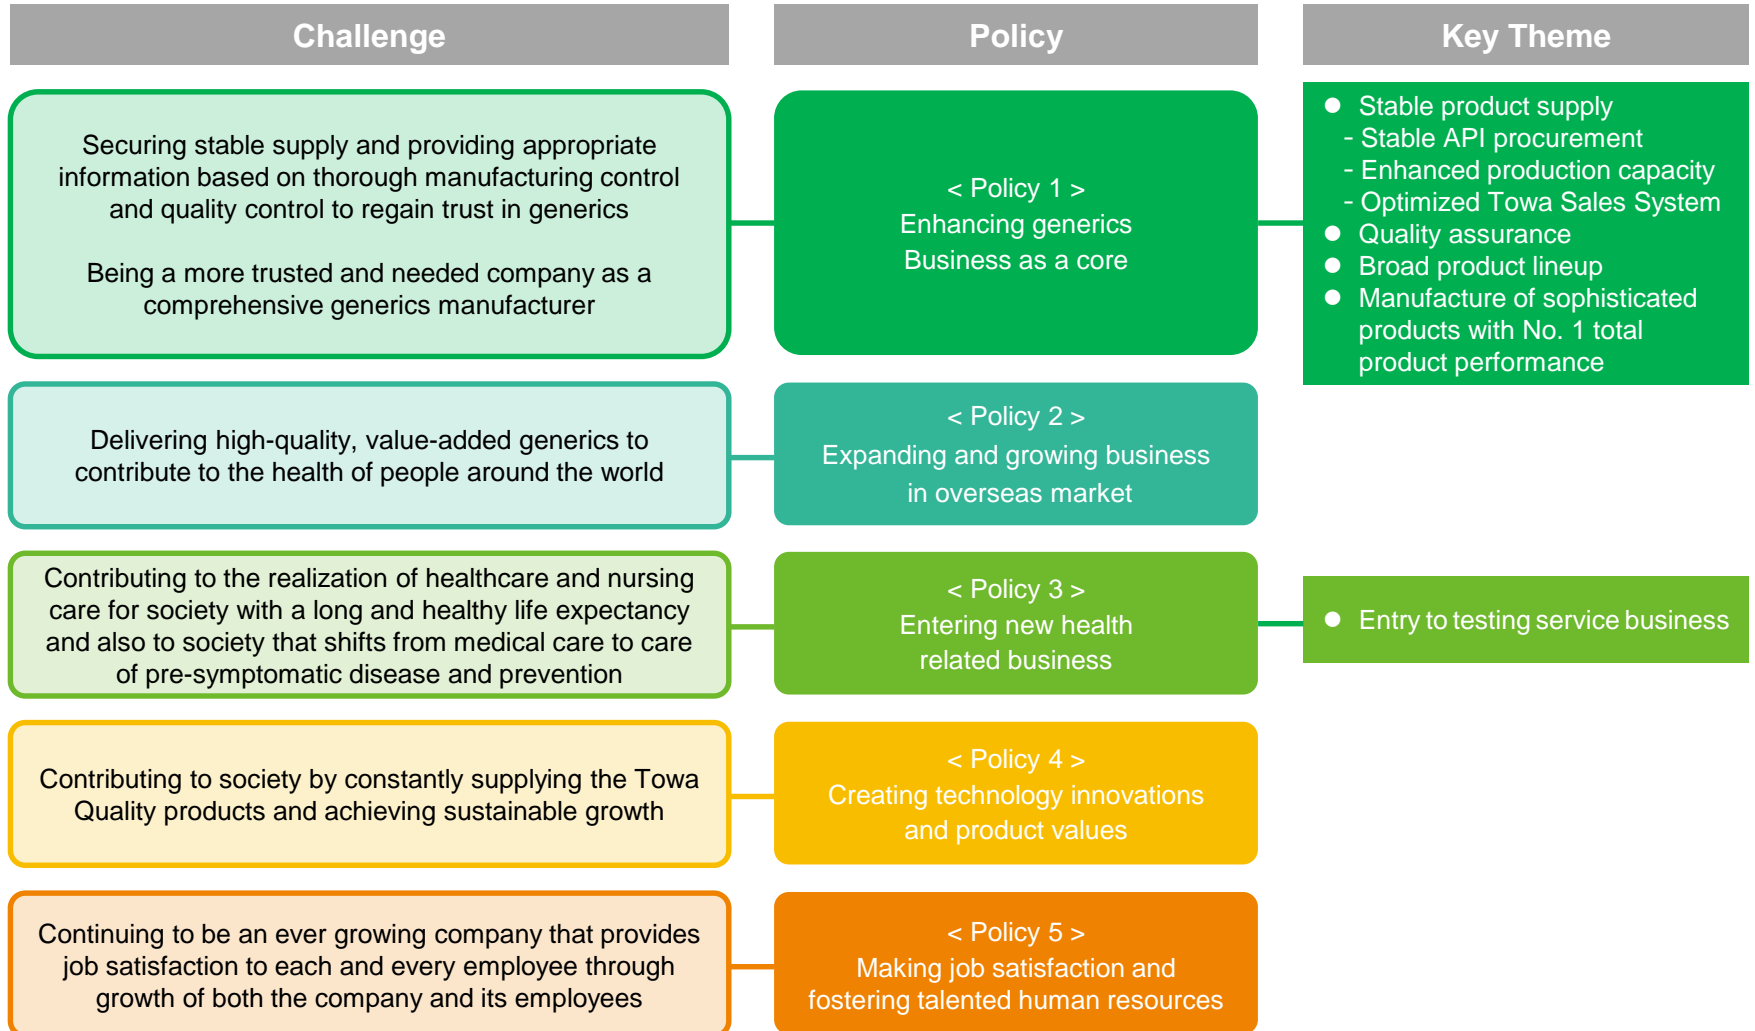 Challenge
Policy
Key Theme
Securing stable supply and providing appropriate
information based on thorough manufacturing control
and quality control to regain trust in generics
Being a more trusted and needed company as a
comprehensive generics manufacturer
< Policy 1 >
Enhancing generics
Business as a core
● Stable product supply
- Stable API procurement
- Enhanced production capacity
- Optimized Towa Sales System
● Quality assurance
● Broad product lineup
● Manufacture of sophisticated
products with No. 1 total
product performance
Delivering high-quality, value-added generics to
contribute to the health of people around the world
< Policy 2 >
Expanding and growing business
in overseas market
Contributing to the realization of healthcare and nursing
care for society with a long and healthy life expectancy
and also to society that shifts from medical care to care
of pre-symptomatic disease and prevention
< Policy 3 >
Entering new health
related business
● Entry to testing service business
Contributing to society by constantly supplying the Towa
Quality products and achieving sustainable growth
< Policy 4 >
Creating technology innovations
and product values
Continuing to be an ever growing company that provides
job satisfaction to each and every employee through
growth of both the company and its employees
< Policy 5 >
Making job satisfaction and
fostering talented human resources